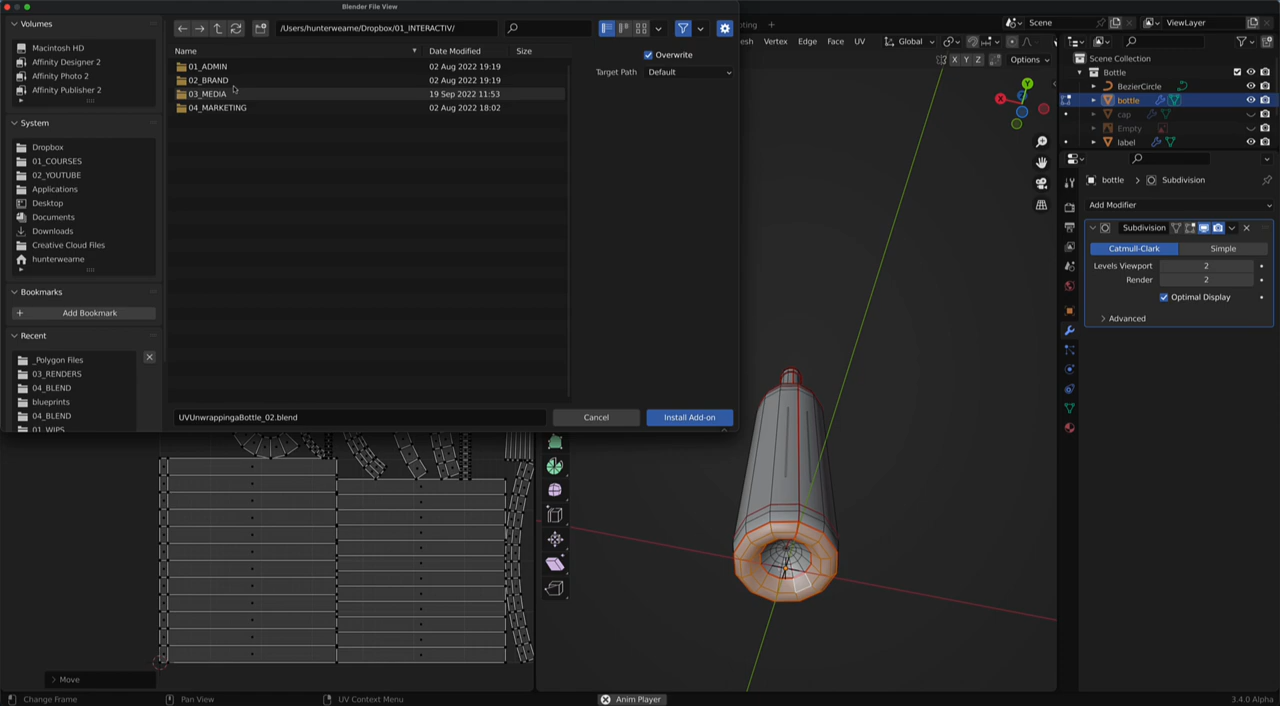 Blender File View
Volumes
Macintosh HD
Affinity Designer 2
Affinity Photo 2
Affinity Publisher 2
System
Dropbox
01_COURSES
02_YOUTUBE
Applications
Desktop
Documents
Downloads
Creative Cloud Files
hunterweame
Bookmarks
Add Bookmark
Recent
_Polygon Files
03_RENDERS
04_BLEND
blueprints
04_BLEND
01_WIPS
/Users/hunterweame/Dropbox/01_INTERACTIV/
Name Date Modified Size
01_ADMIN 02 Aug 2022 19:19
02_BRAND 02 Aug 2022 19:19
03_MEDIA 19 Sep 2022 11:53
04_MARKETING 02 Aug 2022 18:02
Overwrite
Target Path Default
UVUnwrappingaBottle_02.blend Cancel Install Add-on
Scene ViewLayer
Vertex Edge Face UV Global
X Y Z Options
Y
X
Scene Collection
Bottle
BezierCircle
bottle
cap
Empty
label
bottle > Subdivision
Add Modifier
Subdivision
Catmull-Clark Simple
Levels Viewport 2
Render 2
Optimal Display
Advanced
Move
Change Frame Pan View UV Context Menu Anim Player 3.4.0 Alpha